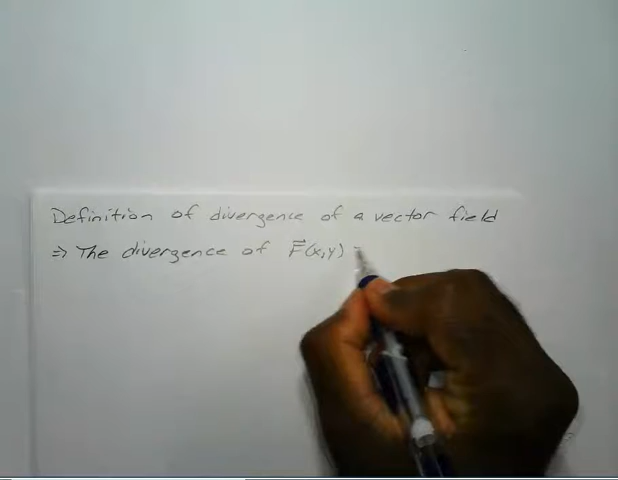 Definition of divergence of a vector field
⇒ The divergence of F⃗(x,y) =